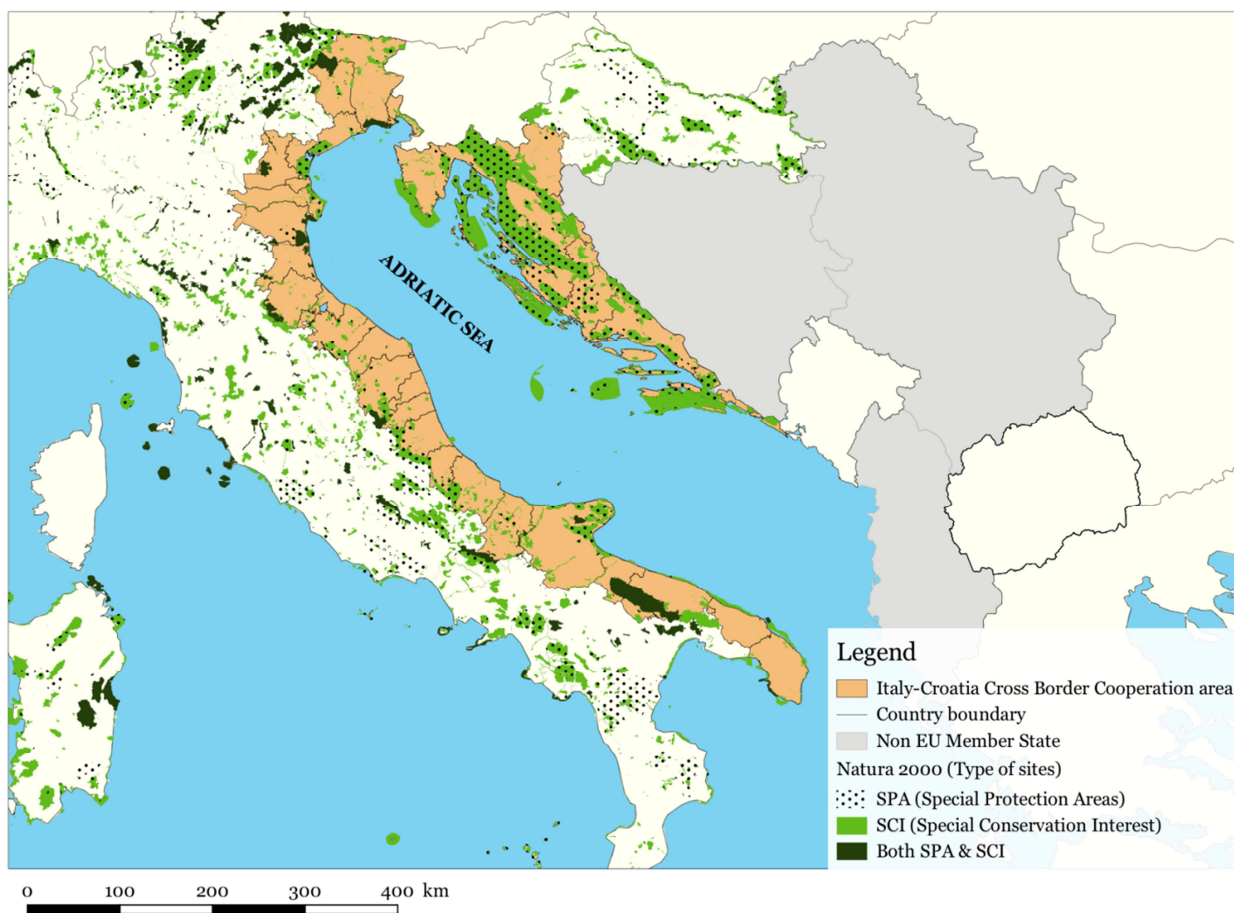 ADRIATIC SEA
Legend
Italy-Croatia Cross Border Cooperation area
Country boundary
Non EU Member State
Natura 2000 (Type of sites)
SPA (Special Protection Areas)
SCI (Special Conservation Interest)
Both SPA & SCI
0 100 200 300 400 km